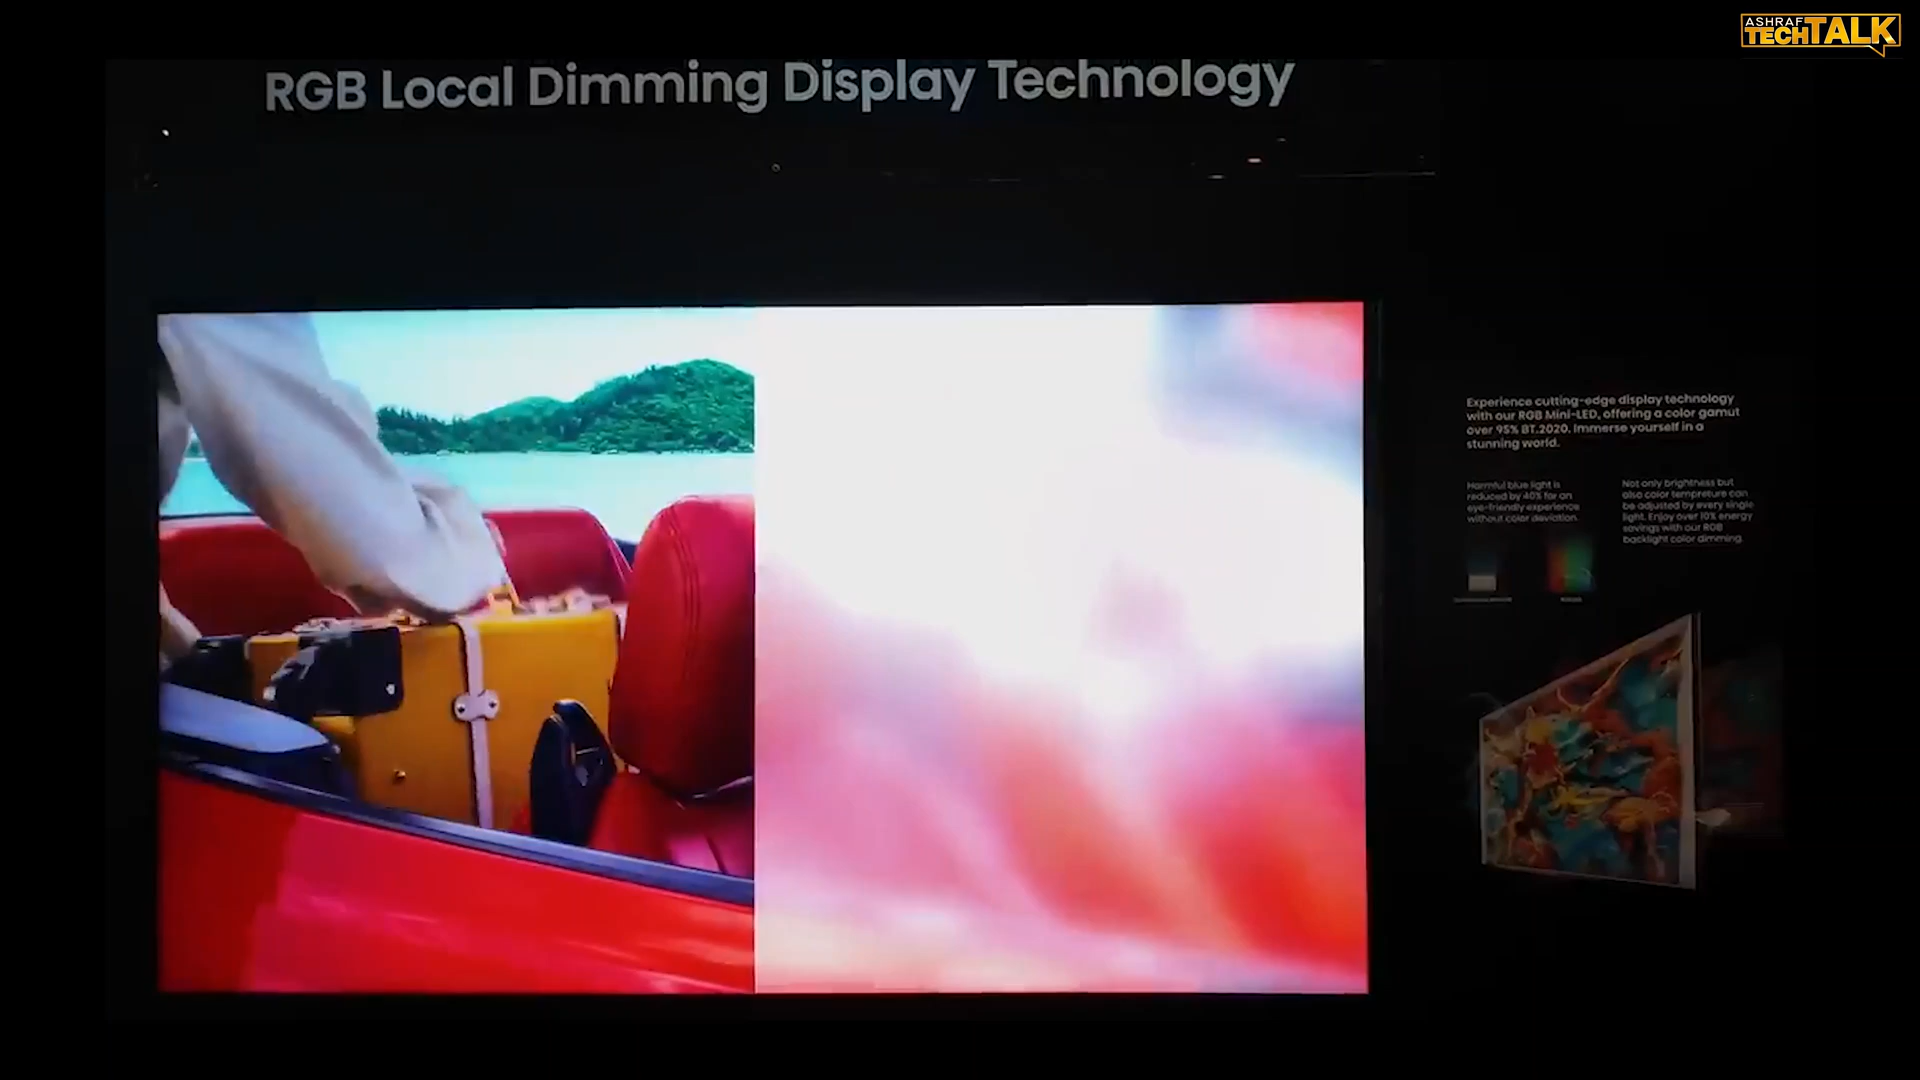 ASHRAF
TECHTALK
RGB Local Dimming Display Technology
Experience cutting-edge display technology
with our RGB Mini-LED, offering a color gamut
over 95% BT.2020. Immerse yourself in a
stunning world.
Harmful blue light is
reduced by 40% for an
eye-friendly experience
without color deviation.
Not only brightness but
also color tempreture can
be adjusted by every single
light. Enjoy over 10% energy
savings with our RGB
backlight color dimming.